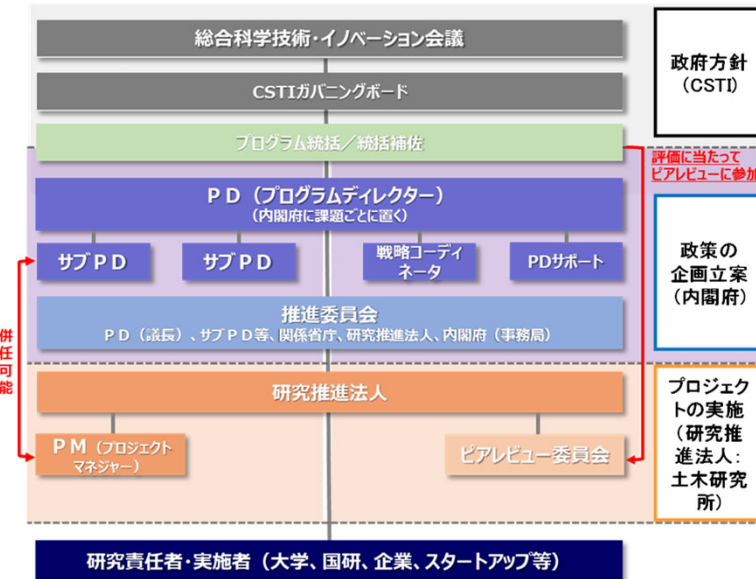 総合科学技術・イノベーション会議
CSTIガバニングボード
プログラム統括／統括補佐
政府方針
（CSTI）
評価に当たって
ピアレビューに参加
PD（プログラムディレクター）
（内閣府に課題ごとに置く）
サブPD
サブPD
戦略コーディ
ネータ
PDサポート
推進委員会
PD（議長）、サブPD等、関係省庁、研究推進法人、内閣府（事務局）
政策の
企画立案
（内閣府）
併
任
可
能
研究推進法人
PM（プロジェクト
マネジャー）
ピアレビュー委員会
プロジェク
トの実施
（研究推
進法人：
土木研究
所）
研究責任者・実施者（大学、国研、企業、スタートアップ等）